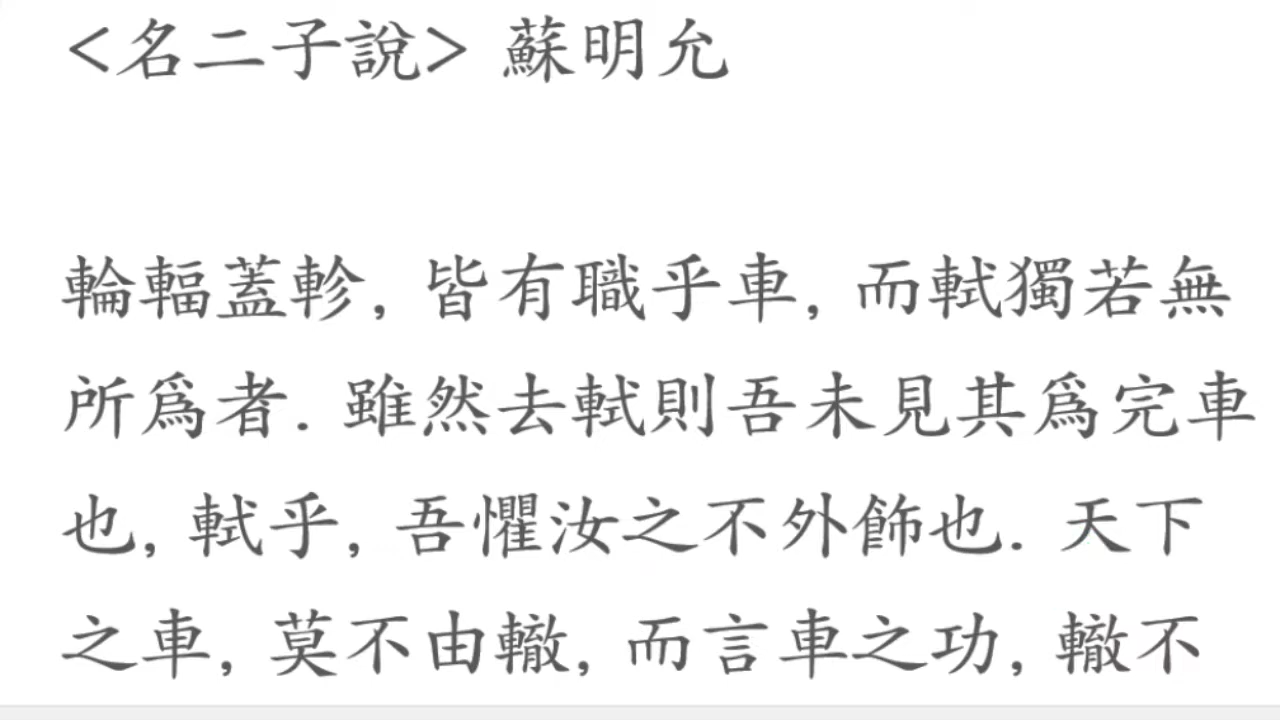 <名二子說> 蘇明允
輪輻蓋軫, 皆有職乎車, 而軾獨若無
所爲者. 雖然去軾則吾未見其爲完車
也, 軾乎, 吾懼汝之不外飾也. 天下
之車, 莫不由轍, 而言車之功, 轍不